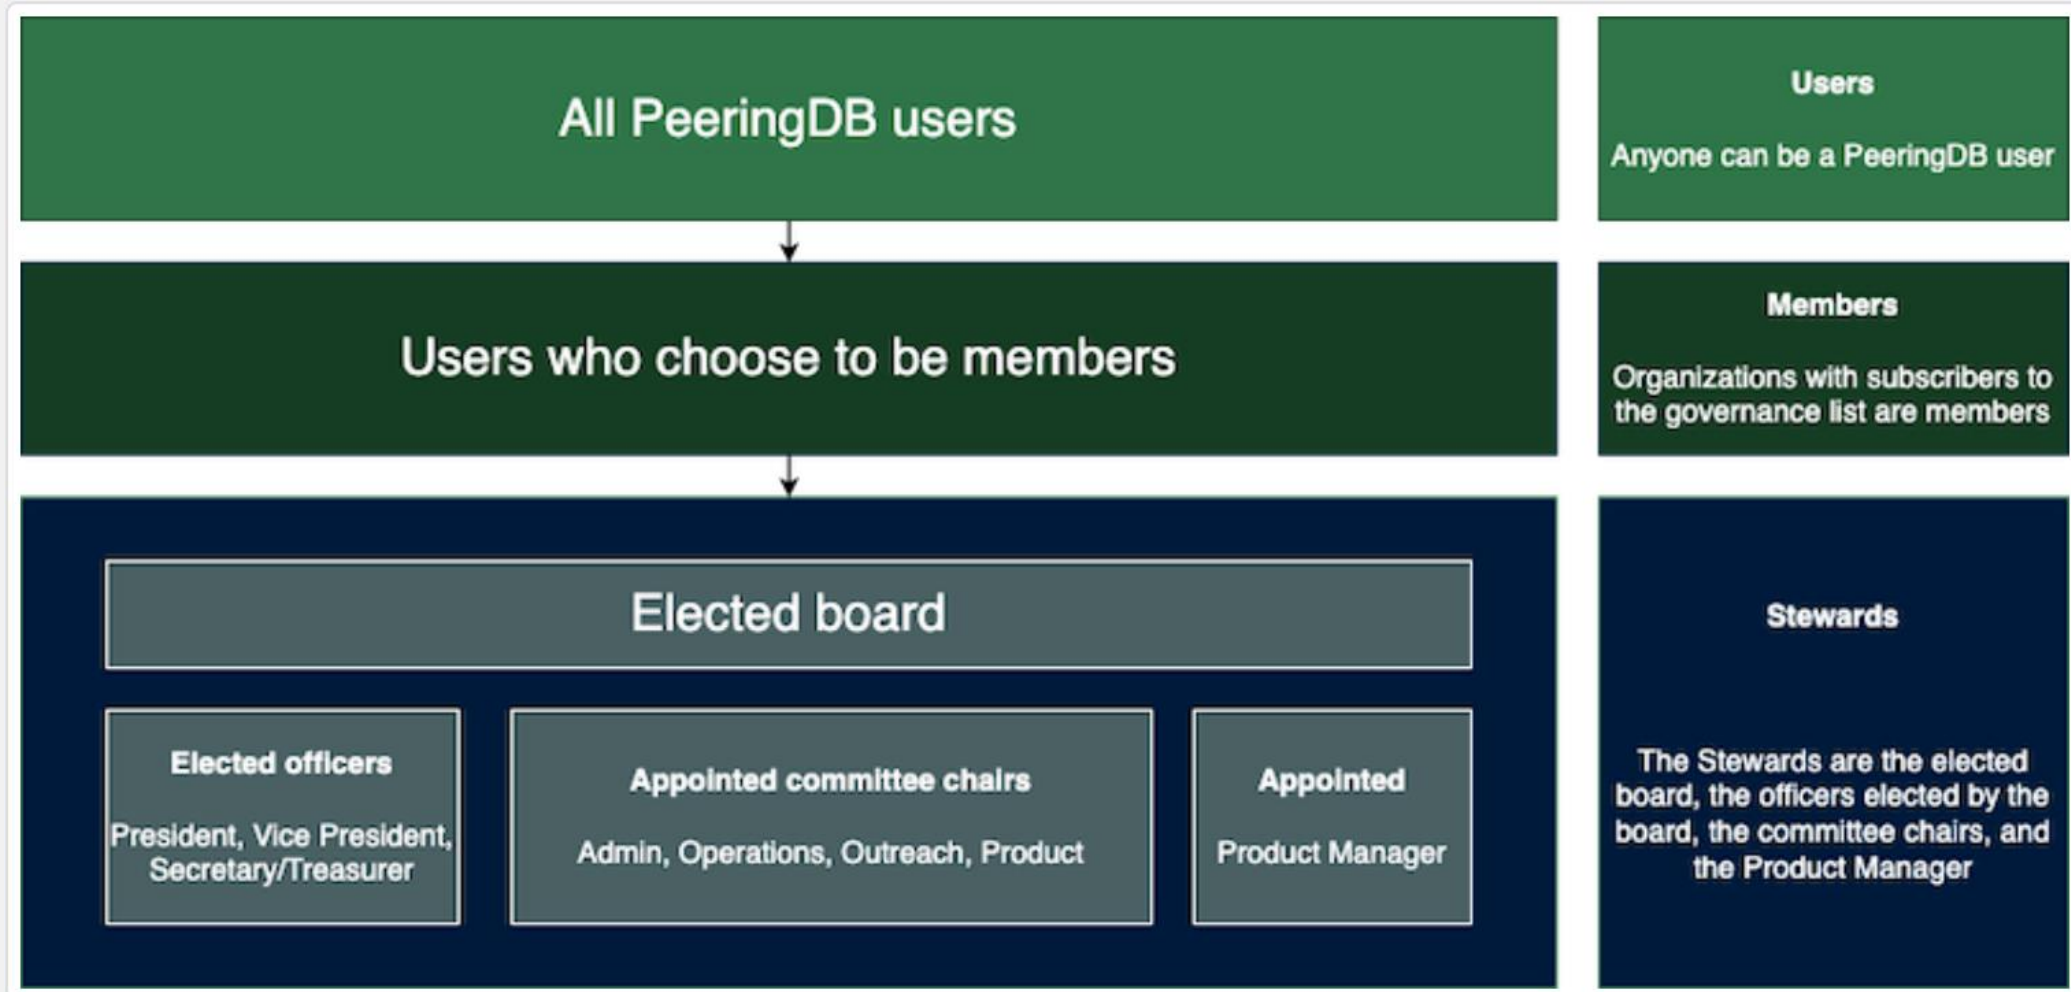 All PeeringDB users
Users
Anyone can be a PeeringDB user
Users who choose to be members
Members
Organizations with subscribers to
the governance list are members
Elected board
Elected officers
President, Vice President,
Secretary/Treasurer
Appointed committee chairs
Admin, Operations, Outreach, Product
Appointed
Product Manager
Stewards
The Stewards are the elected
board, the officers elected by the
board, the committee chairs, and
the Product Manager